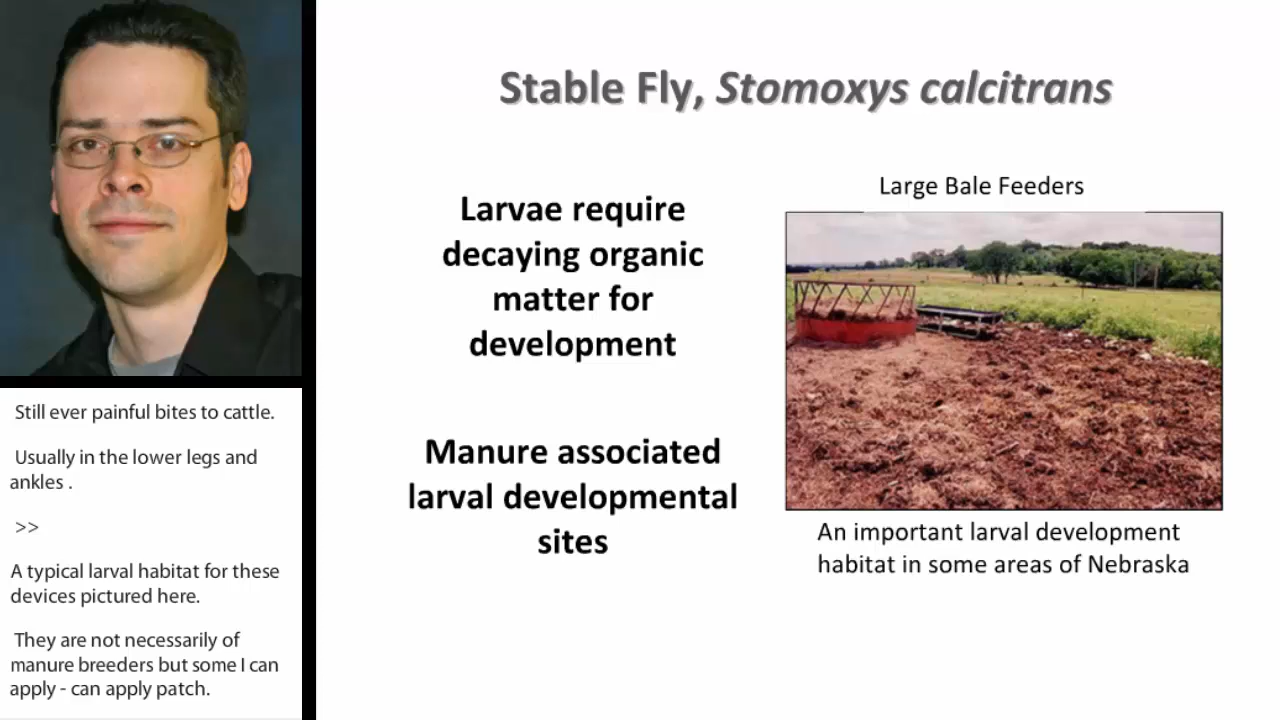 Stable Fly, Stomoxys calcitrans
Larvae require
decaying organic
matter for
development
Manure associated
larval developmental
sites
Large Bale Feeders
An important larval development
habitat in some areas of Nebraska
Still ever painful bites to cattle.
Usually in the lower legs and
ankles .
>>
A typical larval habitat for these
devices pictured here.
They are not necessarily of
manure breeders but some I can
apply - can apply patch.